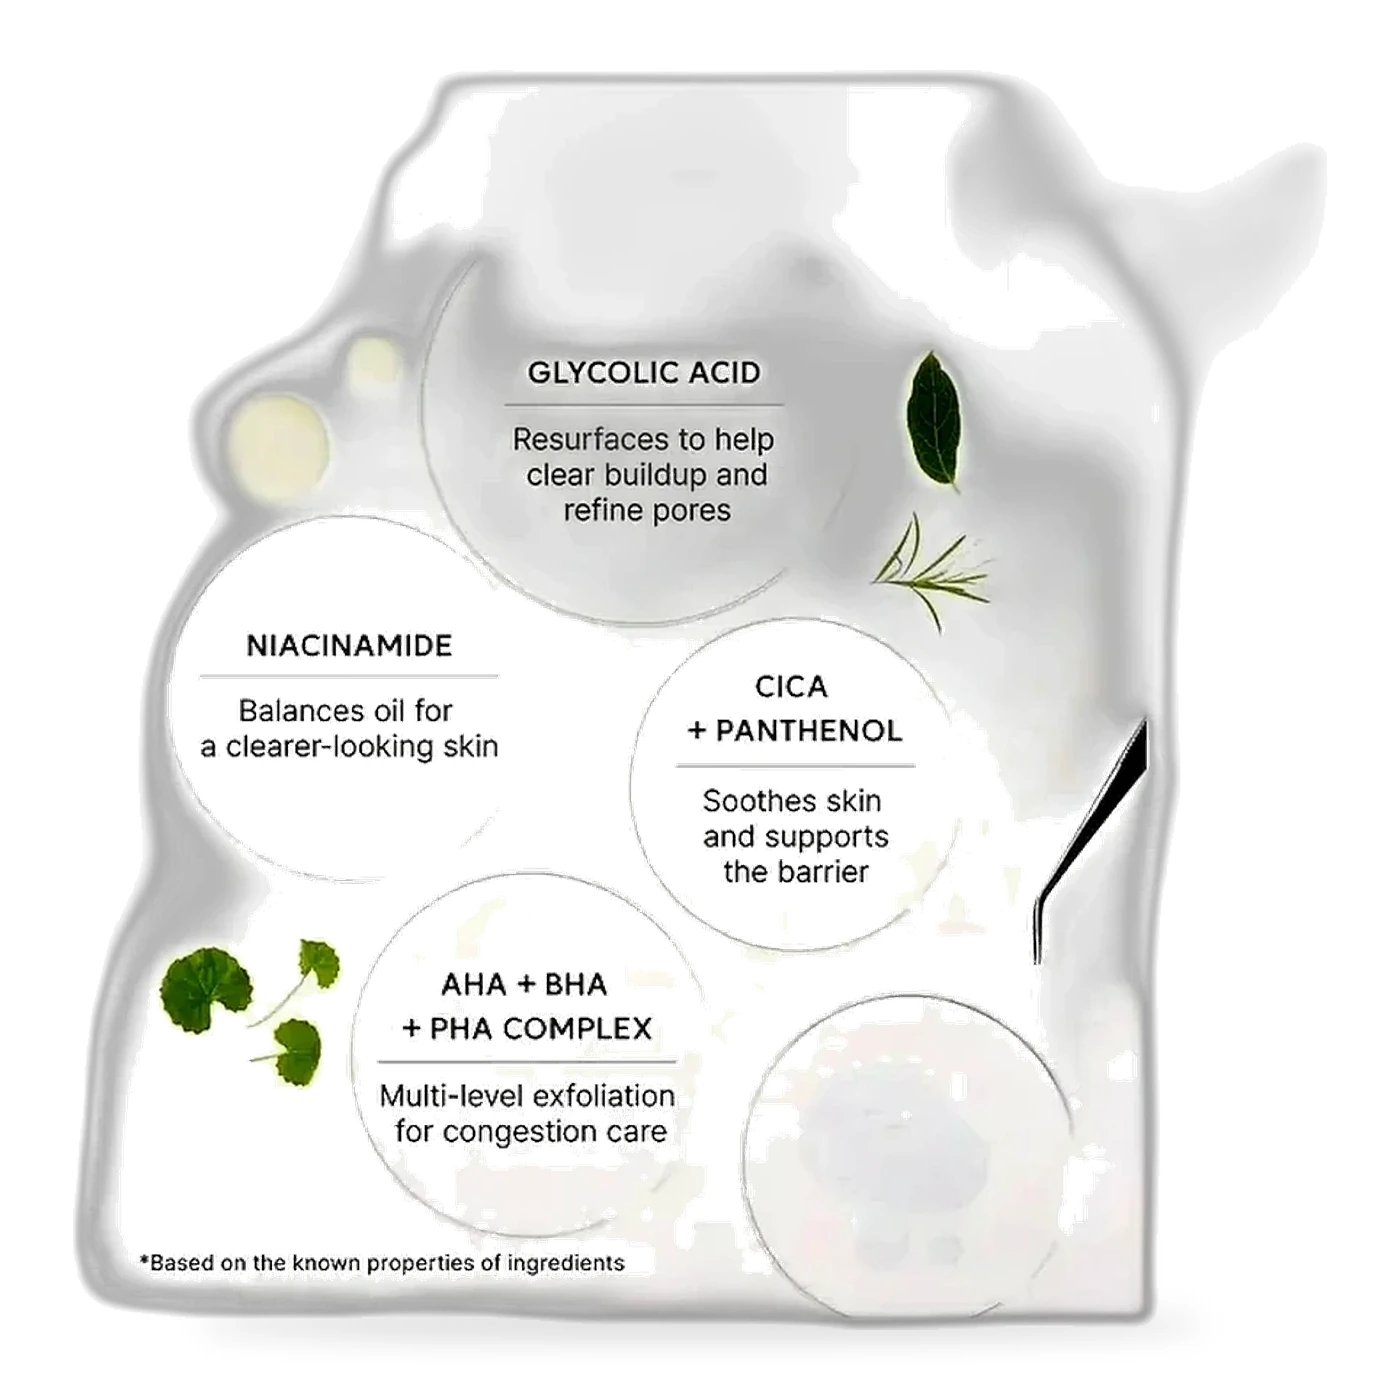 GLYCOLIC ACID
Resurfaces to help
clear buildup and
refine pores
NIACINAMIDE
Balances oil for
a clearer-looking skin
CICA
+ PANTHENOL
Soothes skin
and supports
the barrier
AHA + BHA
+ PHA COMPLEX
Multi-level exfoliation
for congestion care
*Based on the known properties of ingredients